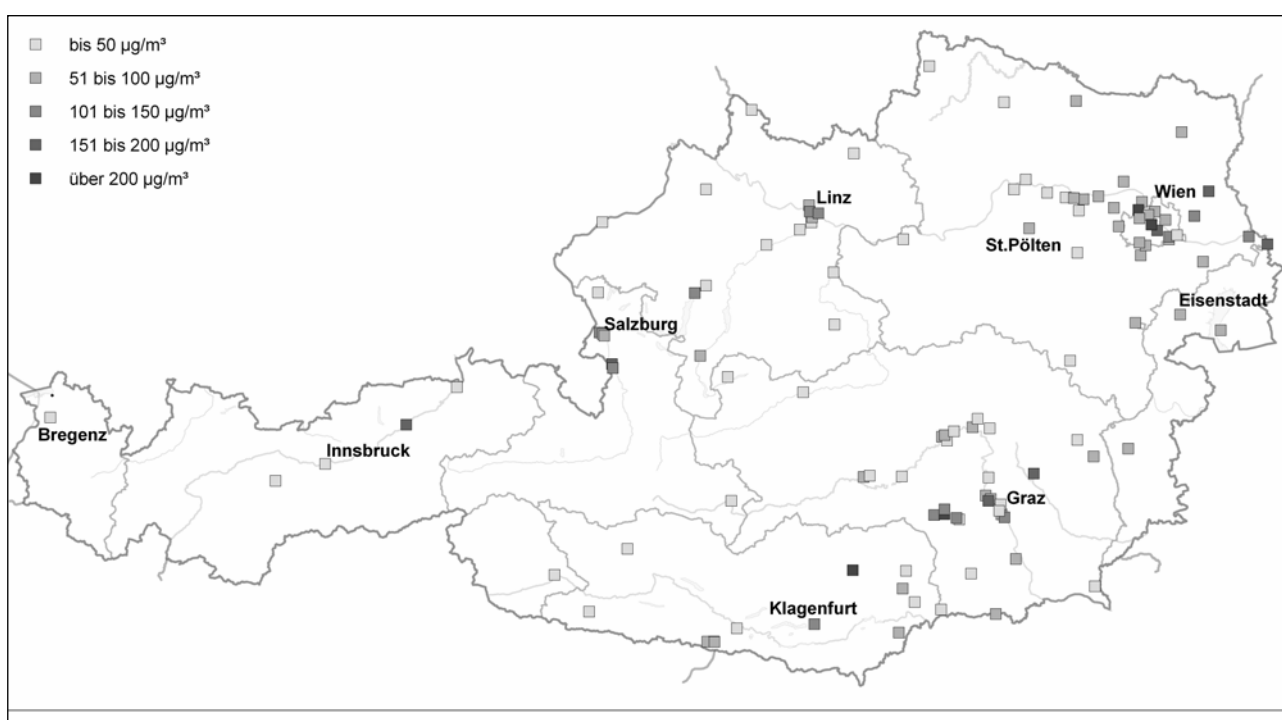 bis 50 µg/m³
51 bis 100 µg/m³
101 bis 150 µg/m³
151 bis 200 µg/m³
über 200 µg/m³
Linz
Wien
St.Pölten
Eisenstadt
Salzburg
Bregenz
Innsbruck
Graz
Klagenfurt